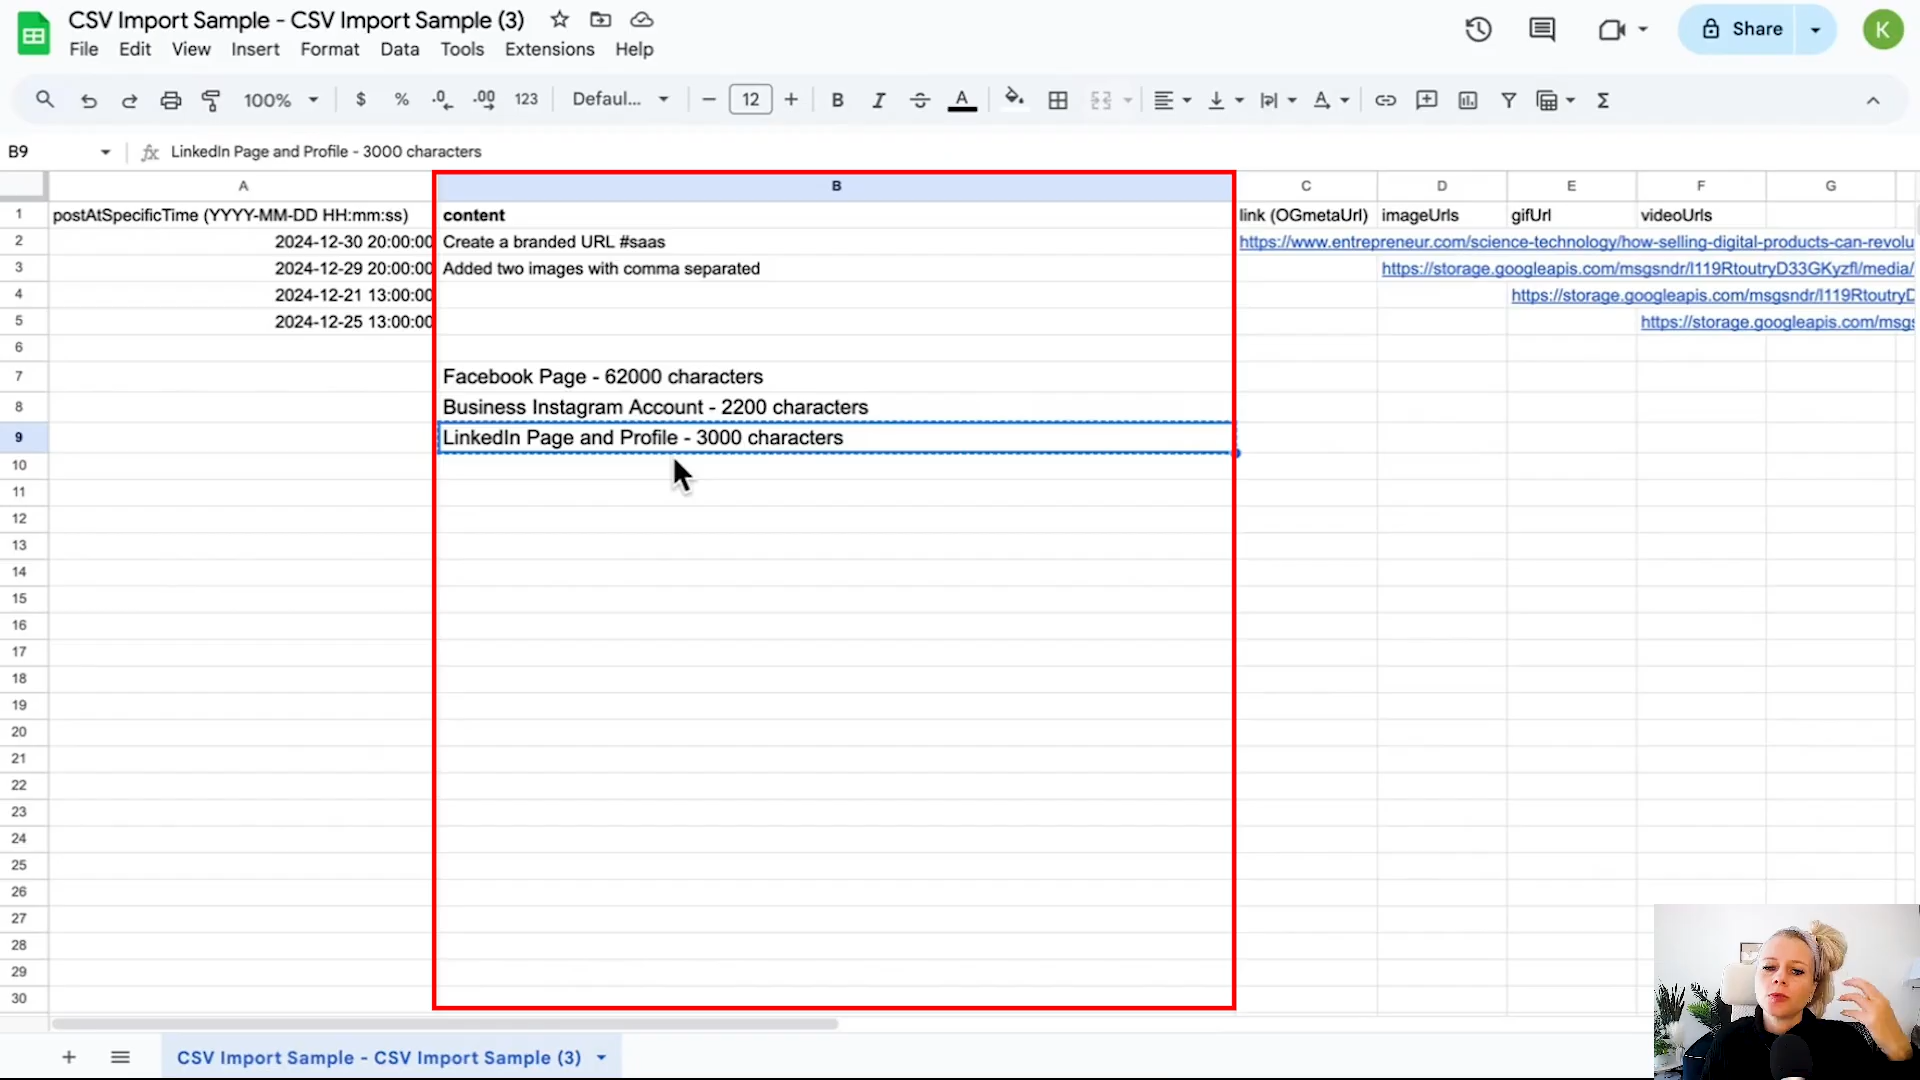 CSV Import Sample - CSV Import Sample (3)
File Edit View Insert Format Data Tools Extensions Help
Share
K
100% $ % .0 .00 123 Defaul... 12 B I A A Σ
B9 fx LinkedIn Page and Profile - 3000 characters
A B C D E F G
1 postAtSpecificTime (YYYY-MM-DD HH:mm:ss) content link (OGmetaUrl) imageUrls gifUrl videoUrls
2 2024-12-30 20:00:00 Create a branded URL #saas https://www.entrepreneur.com/science-technology/how-selling-digital-products-can-revolu
3 2024-12-29 20:00:00 Added two images with comma separated https://storage.googleapis.com/msgsndr/l119RtoutryD33GKyzfl/media/
4 2024-12-21 13:00:00 https://storage.googleapis.com/msgsndr/l119RtoutryD
5 2024-12-25 13:00:00 https://storage.googleapis.com/msgs
6
7 Facebook Page - 62000 characters
8 Business Instagram Account - 2200 characters
9 LinkedIn Page and Profile - 3000 characters
10
11
12
13
14
15
16
17
18
19
20
21
22
23
24
25
26
27
28
29
30
CSV Import Sample - CSV Import Sample (3)